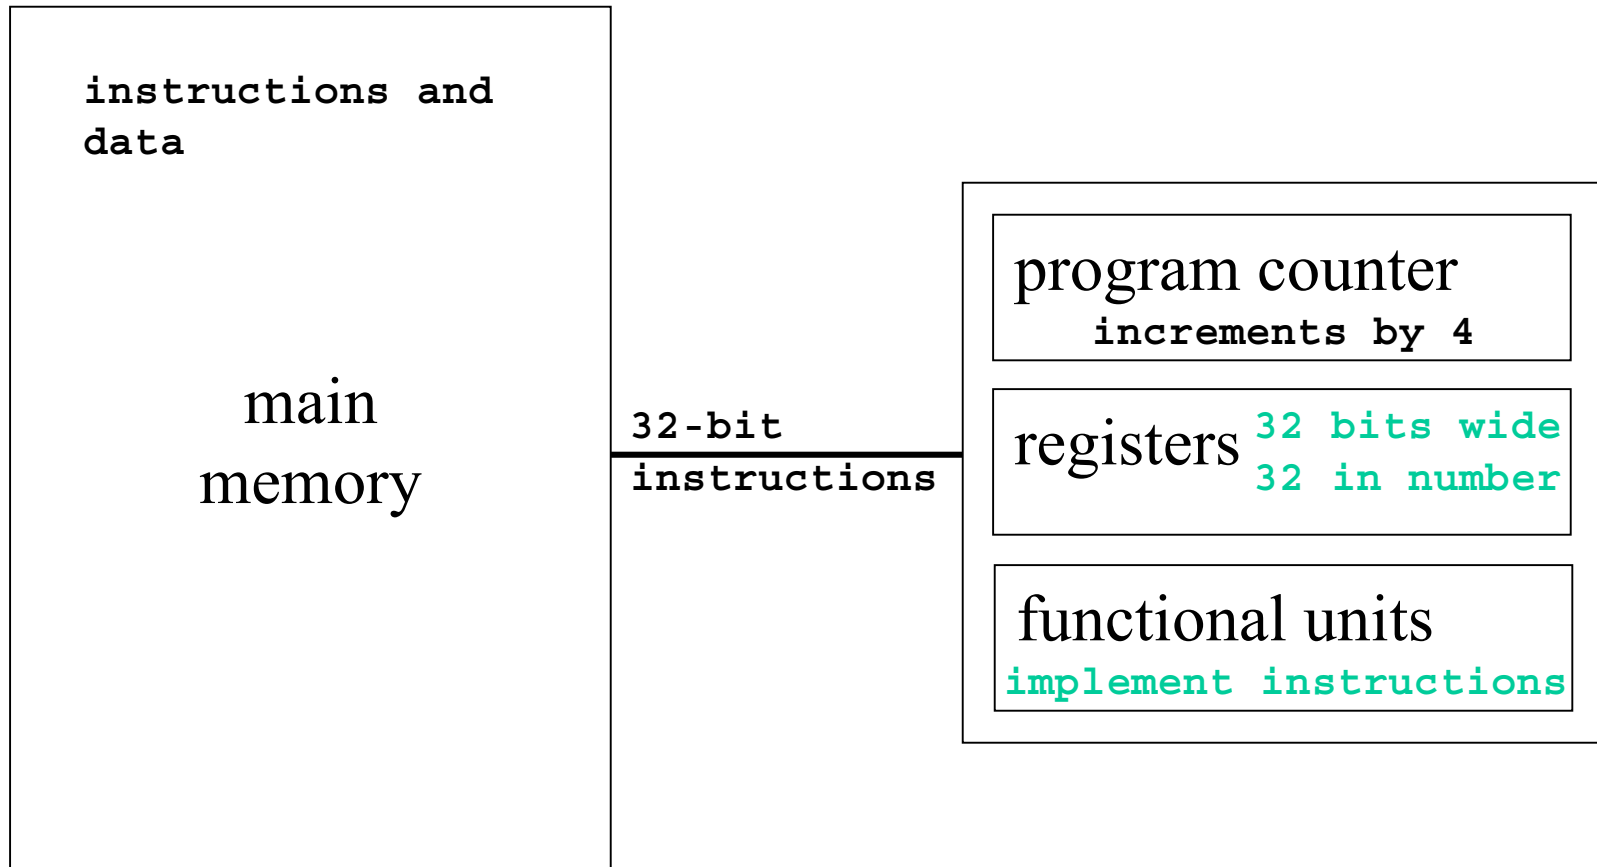 instructions and
data
main
memory
32-bit
instructions
program counter
increments by 4
registers
32 bits wide
32 in number
functional units
implement instructions